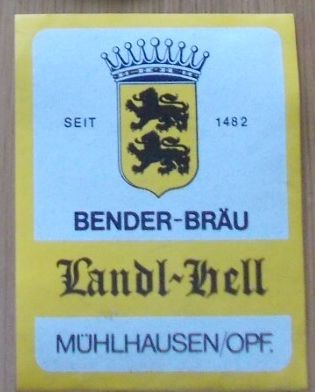 SEIT 1482
BENDER-BRÄU
Landl-Hell
MÜHLHAUSEN/OPF.